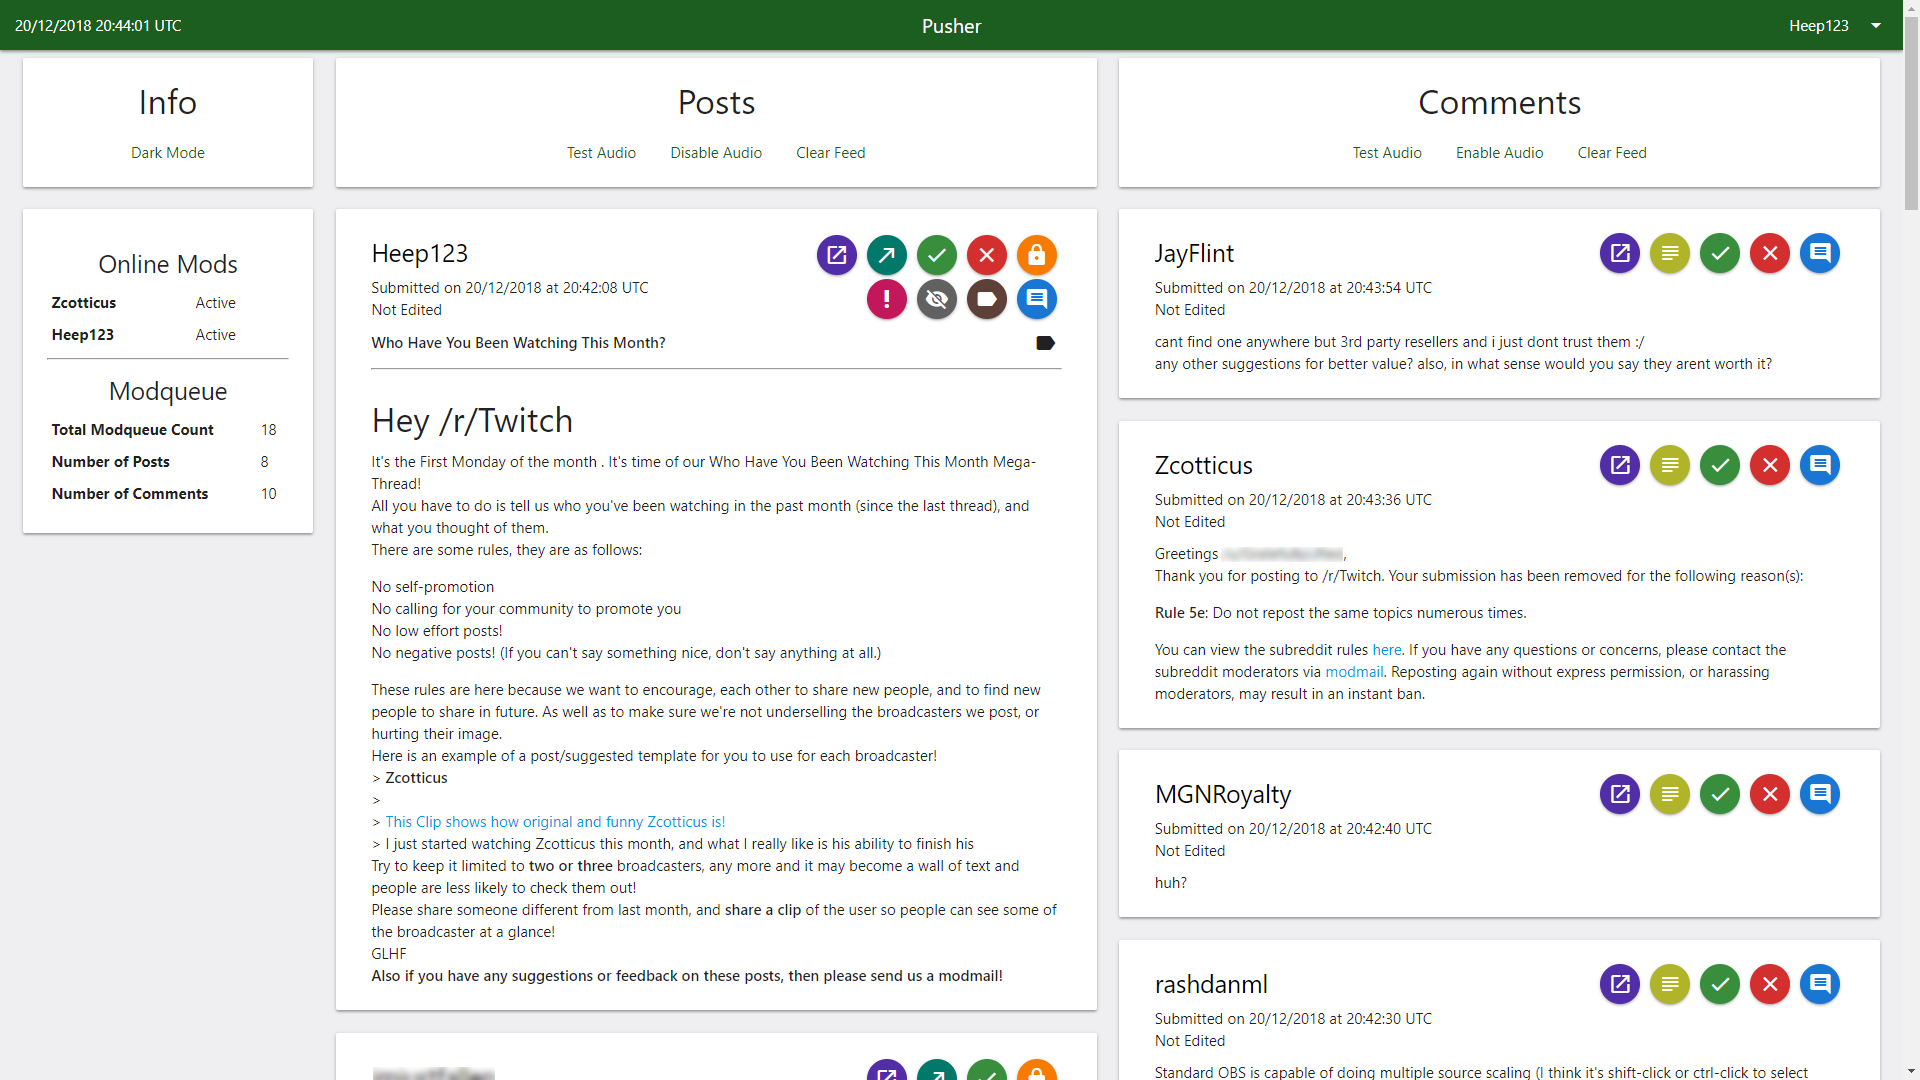 20/12/2018 20:44:01 UTC
Pusher
Heep123
Info
Dark Mode
Online Mods
Zcotticus Active
Heep123 Active
Modqueue
Total Modqueue Count 18
Number of Posts 8
Number of Comments 10
Posts
Test Audio Disable Audio Clear Feed
Heep123
Submitted on 20/12/2018 at 20:42:08 UTC
Not Edited
Who Have You Been Watching This Month?
Hey /r/Twitch
It's the First Monday of the month . It's time of our Who Have You Been Watching This Month Mega-
Thread!
All you have to do is tell us who you've been watching in the past month (since the last thread), and
what you thought of them.
There are some rules, they are as follows:
No self-promotion
No calling for your community to promote you
No low effort posts!
No negative posts! (If you can't say something nice, don't say anything at all.)
These rules are here because we want to encourage, each other to share new people, and to find new
people to share in future. As well as to make sure we're not underselling the broadcasters we post, or
hurting their image.
Here is an example of a post/suggested template for you to use for each broadcaster!
> Zcotticus
>
> This Clip shows how original and funny Zcotticus is!
> I just started watching Zcotticus this month, and what I really like is his ability to finish his
Try to keep it limited to two or three broadcasters, any more and it may become a wall of text and
people are less likely to check them out!
Please share someone different from last month, and share a clip of the user so people can see some of
the broadcaster at a glance!
GLHF
Also if you have any suggestions or feedback on these posts, then please send us a modmail!
Comments
Test Audio Enable Audio Clear Feed
JayFlint
Submitted on 20/12/2018 at 20:43:54 UTC
Not Edited
cant find one anywhere but 3rd party resellers and i just dont trust them :/
any other suggestions for better value? also, in what sense would you say they arent worth it?
Zcotticus
Submitted on 20/12/2018 at 20:43:36 UTC
Not Edited
Greetings ,
Thank you for posting to /r/Twitch. Your submission has been removed for the following reason(s):
Rule 5e: Do not repost the same topics numerous times.
You can view the subreddit rules here. If you have any questions or concerns, please contact the
subreddit moderators via modmail. Reposting again without express permission, or harassing
moderators, may result in an instant ban.
MGNRoyalty
Submitted on 20/12/2018 at 20:42:40 UTC
Not Edited
huh?
rashdanml
Submitted on 20/12/2018 at 20:42:30 UTC
Not Edited
Standard OBS is capable of doing multiple source scaling (I think it's shift-click or ctrl-click to select